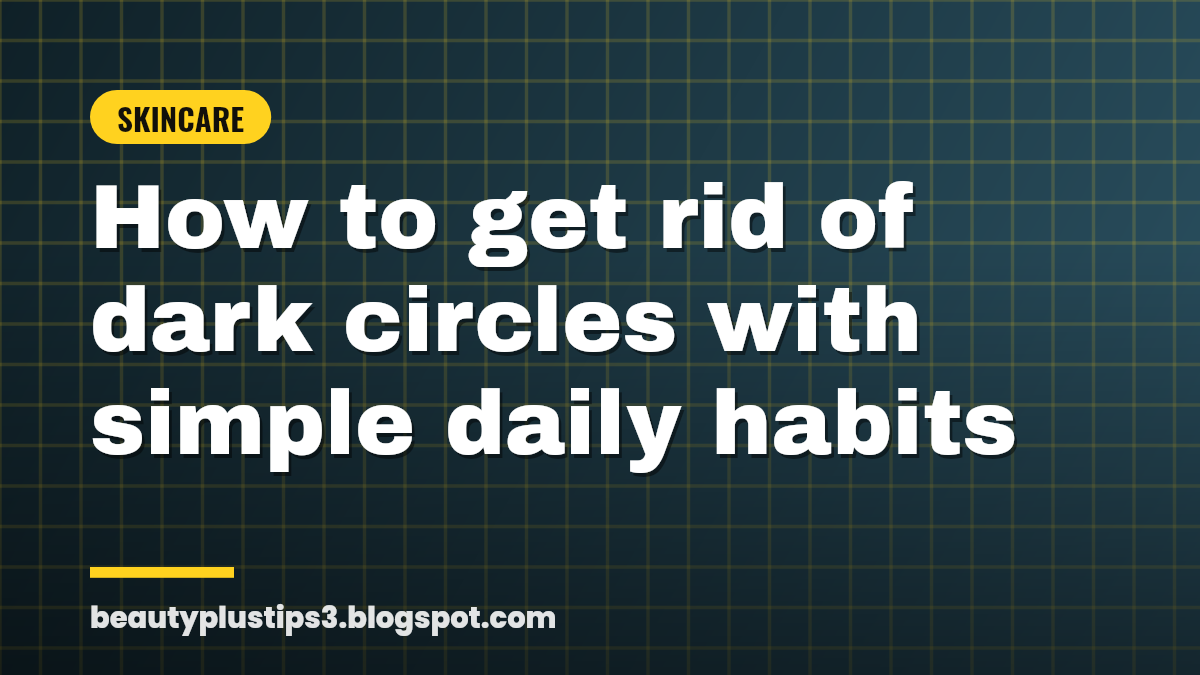 SKINCARE
How to get rid of
dark circles with
simple daily habits
beautyplustips3.blogspot.com